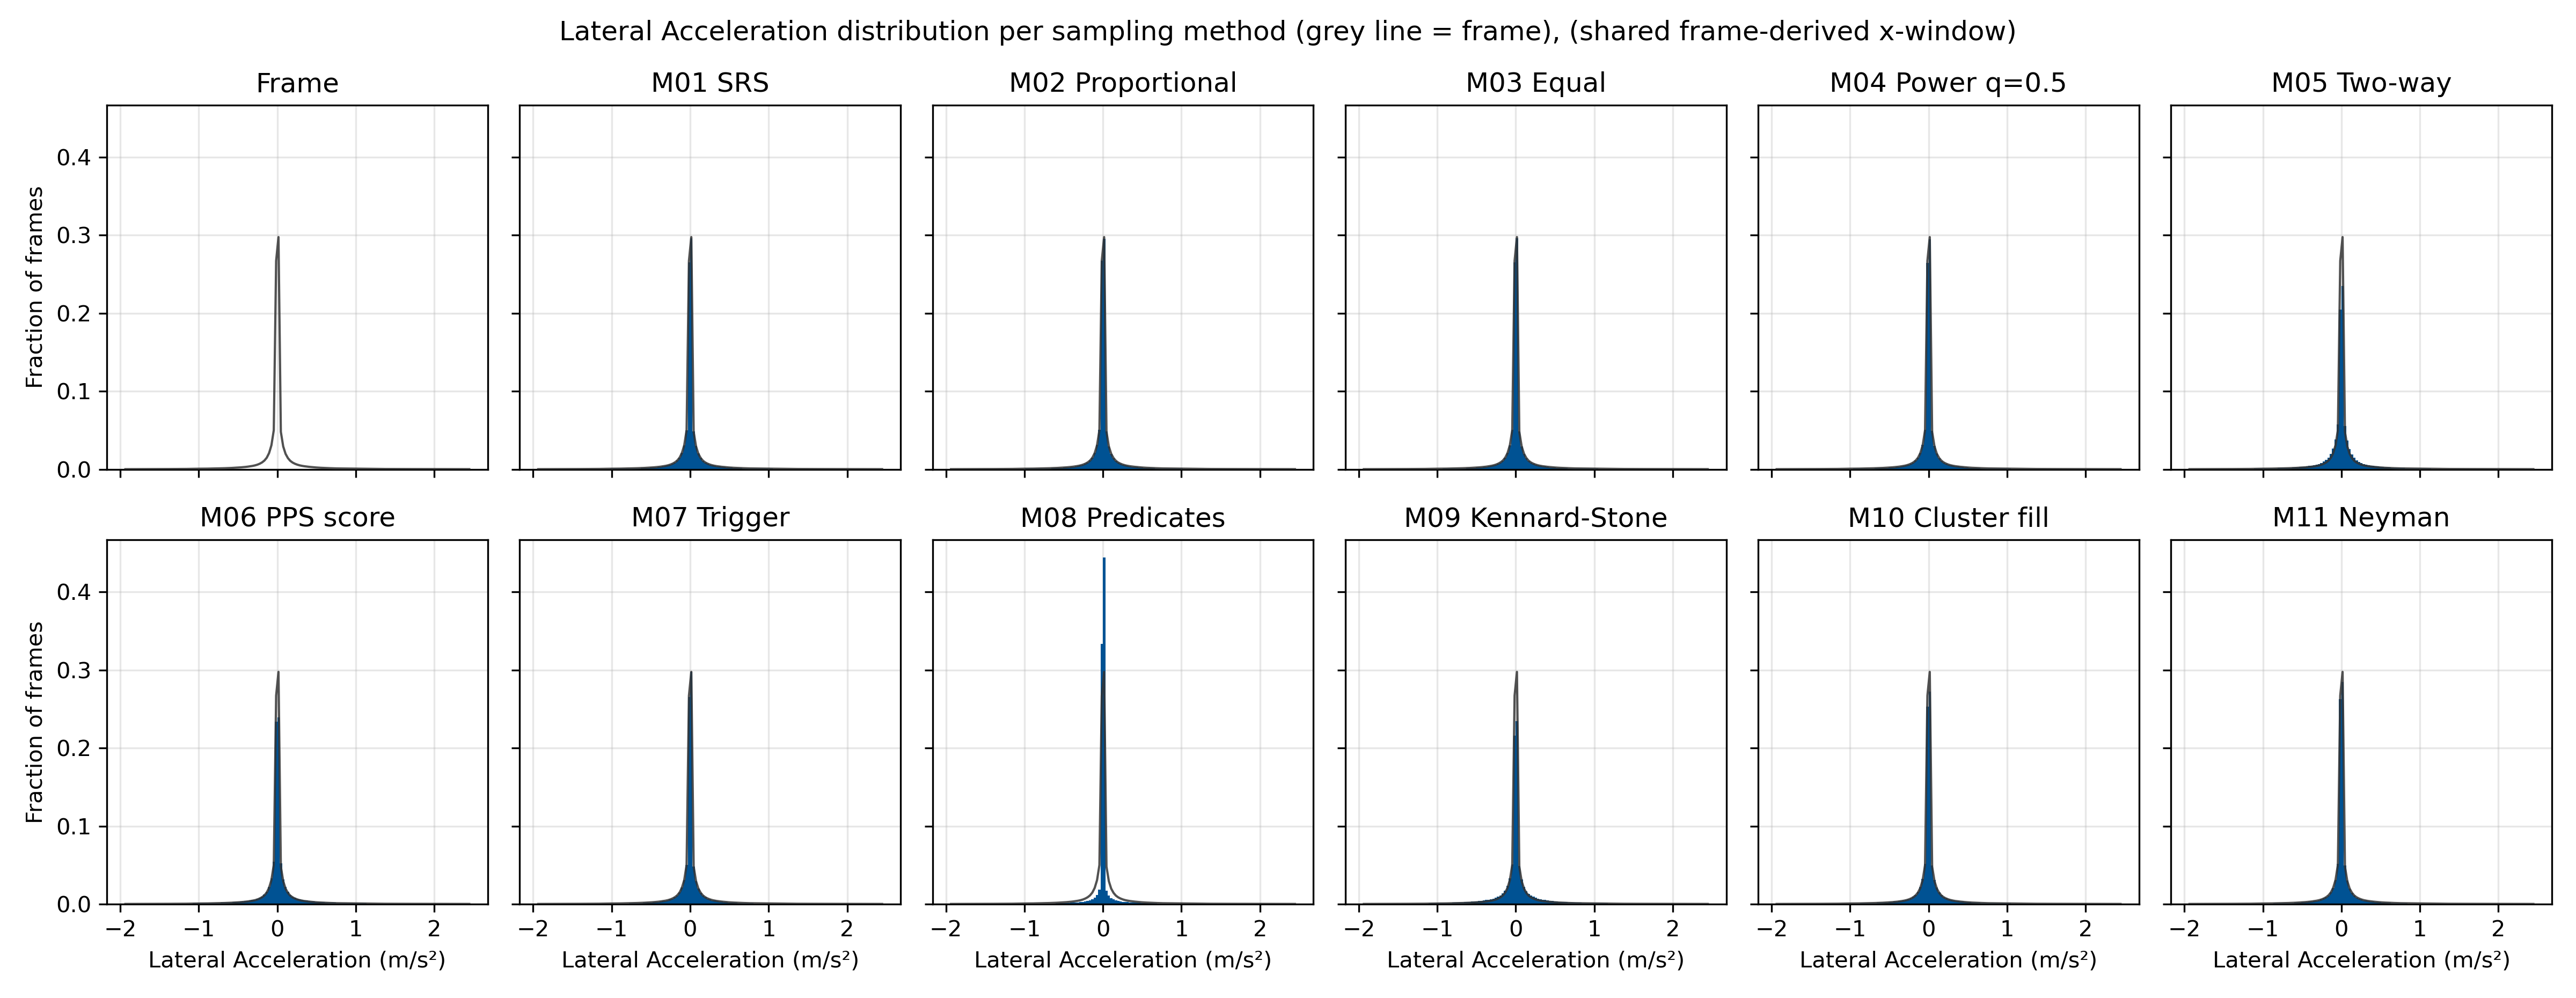 Lateral Acceleration distribution per sampling method (grey line = frame), (shared frame-derived x-window)
Frame
M01 SRS
M02 Proportional
M03 Equal
M04 Power q=0.5
M05 Two-way
Fraction of frames
0.4
0.3
0.2
0.1
0.0
M06 PPS score
M07 Trigger
M08 Predicates
M09 Kennard-Stone
M10 Cluster fill
M11 Neyman
Fraction of frames
0.4
0.3
0.2
0.1
0.0
−2 −1 0 1 2
−2 −1 0 1 2
−2 −1 0 1 2
−2 −1 0 1 2
−2 −1 0 1 2
−2 −1 0 1 2
Lateral Acceleration (m/s²)
Lateral Acceleration (m/s²)
Lateral Acceleration (m/s²)
Lateral Acceleration (m/s²)
Lateral Acceleration (m/s²)
Lateral Acceleration (m/s²)